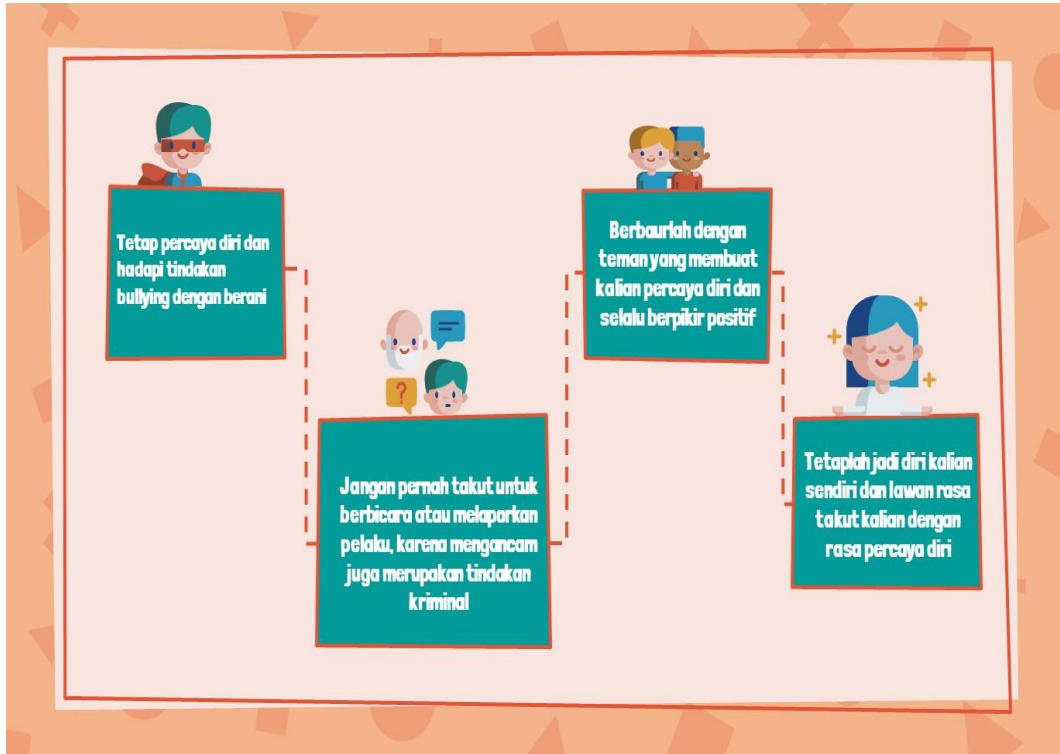 Tetap percaya diri dan
hadapi tindakan
bullying dengan berani
Jangan pernah takut untuk
berbicara atau melaporkan
pelaku, karena mengancam
juga merupakan tindakan
kriminal
Berbaurlah dengan
teman yang membuat
kalian percaya diri dan
selalu berpikir positif
Tetaplah jadi diri kalian
sendiri dan lawan rasa
takut kalian dengan
rasa percaya diri